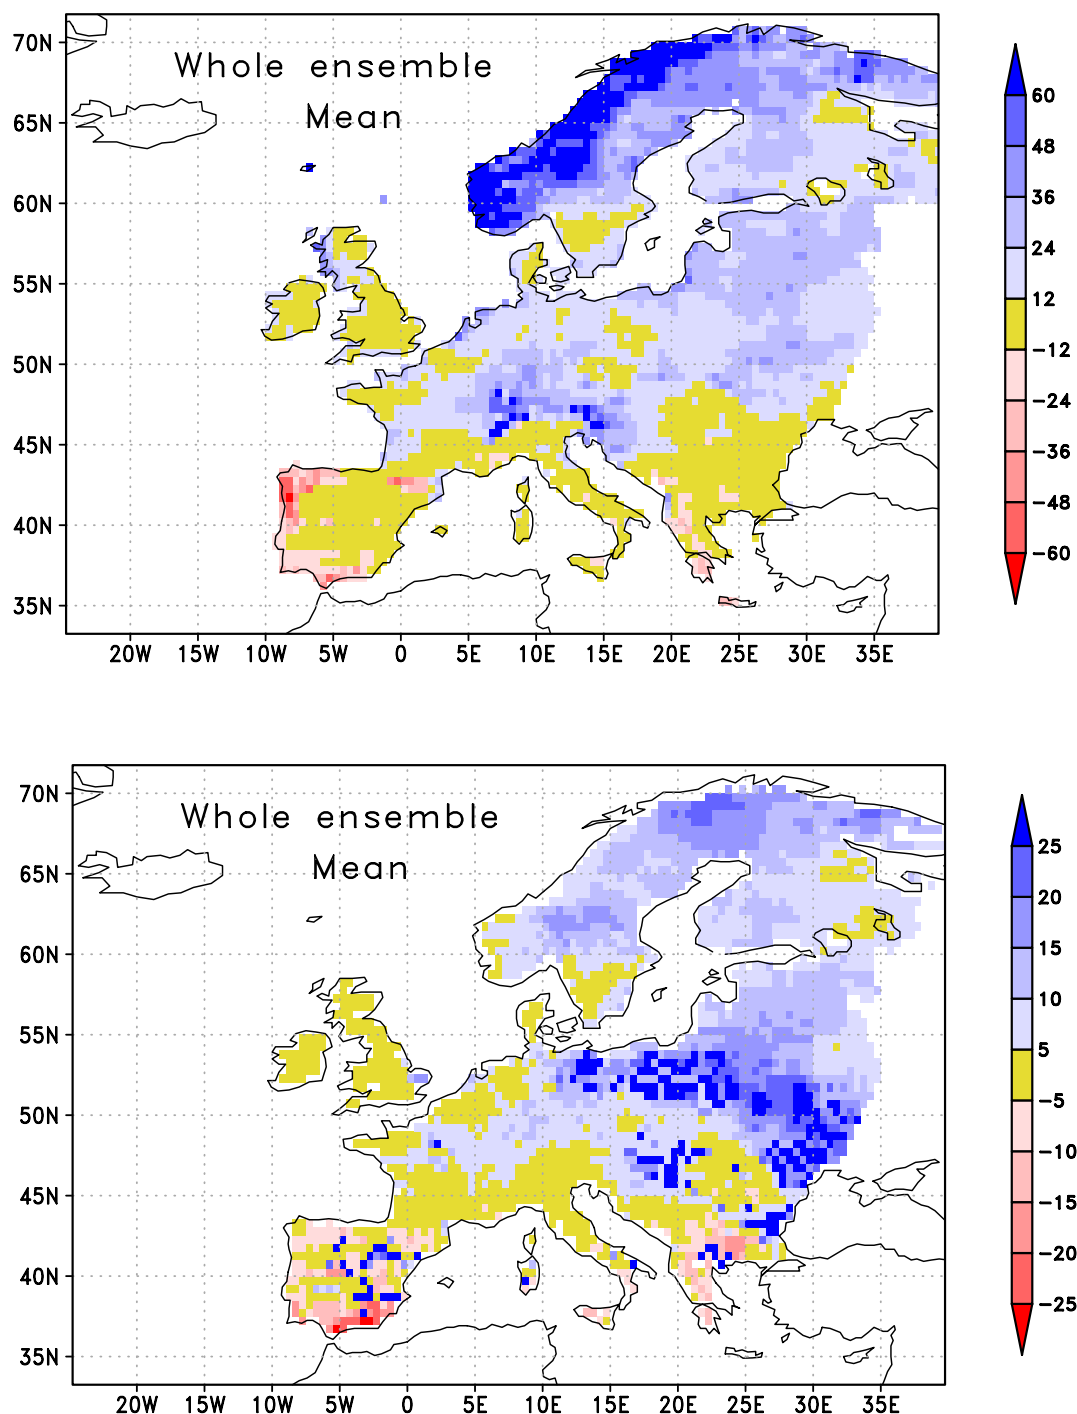 Whole ensemble
Mean
70N
65N
60N
55N
50N
45N
40N
35N
20W 15W 10W 5W 0 5E 10E 15E 20E 25E 30E 35E
60
48
36
24
12
−12
−24
−36
−48
−60
Whole ensemble
Mean
70N
65N
60N
55N
50N
45N
40N
35N
20W 15W 10W 5W 0 5E 10E 15E 20E 25E 30E 35E
25
20
15
10
5
−5
−10
−15
−20
−25